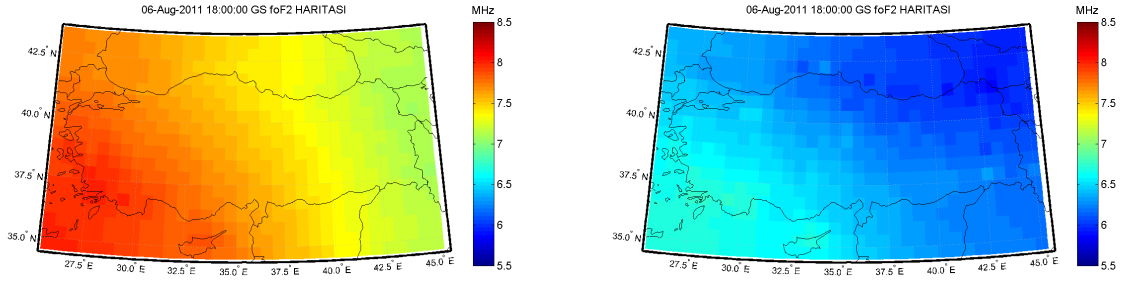 06-Aug-2011 18:00:00 GS foF2 HARITASI
MHz
8.5
8
7.5
7
6.5
6
5.5
42.5° N
40.0° N
37.5° N
35.0° N
27.5° E
30.0° E
32.5° E
35.0° E
37.5° E
40.0° E
42.5° E
45.0° E
06-Aug-2011 18:00:00 GS foF2 HARITASI
MHz
8.5
8
7.5
7
6.5
6
5.5
42.5° N
40.0° N
37.5° N
35.0° N
27.5° E
30.0° E
32.5° E
35.0° E
37.5° E
40.0° E
42.5° E
45.0° E